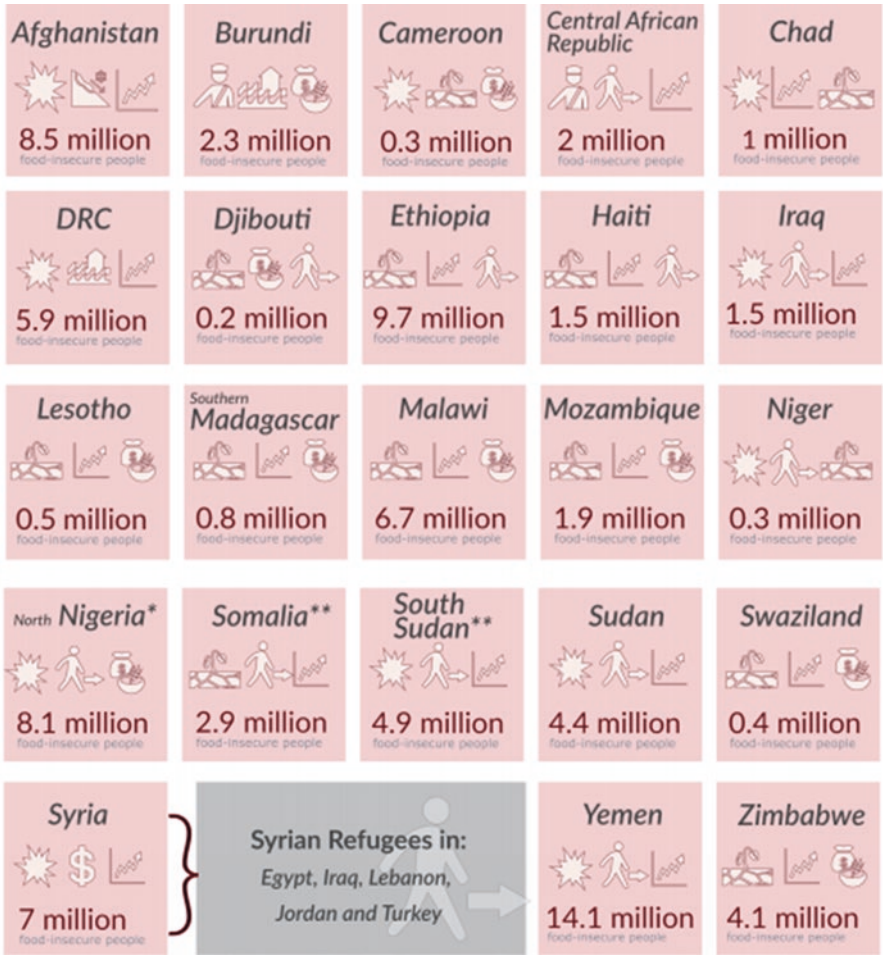 Afghanistan
8.5 million
food-insecure people
Burundi
2.3 million
food-insecure people
Cameroon
0.3 million
food-insecure people
Central African
Republic
2 million
food-insecure people
Chad
1 million
food-insecure people
DRC
5.9 million
food-insecure people
Djibouti
0.2 million
food-insecure people
Ethiopia
9.7 million
food-insecure people
Haiti
1.5 million
food-insecure people
Iraq
1.5 million
food-insecure people
Lesotho
0.5 million
food-insecure people
Southern
Madagascar
0.8 million
food-insecure people
Malawi
6.7 million
food-insecure people
Mozambique
1.9 million
food-insecure people
Niger
0.3 million
food-insecure people
North Nigeria*
8.1 million
food-insecure people
Somalia**
2.9 million
food-insecure people
South
Sudan**
4.9 million
food-insecure people
Sudan
4.4 million
food-insecure people
Swaziland
0.4 million
food-insecure people
Syria
$
7 million
food-insecure people
Syrian Refugees in:
Egypt, Iraq, Lebanon,
Jordan and Turkey
Yemen
14.1 million
food-insecure people
Zimbabwe
4.1 million
food-insecure people